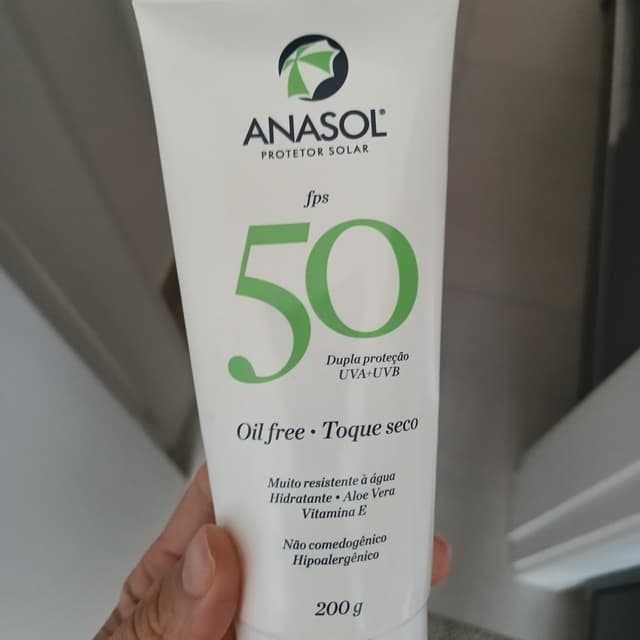 ANASOL®
PROTETOR SOLAR
fps
50
Dupla proteção
UVA+UVB
Oil free • Toque seco
Muito resistente à água
Hidratante • Aloe Vera
Vitamina E
Não comedogênico
Hipoalergênico
200 g